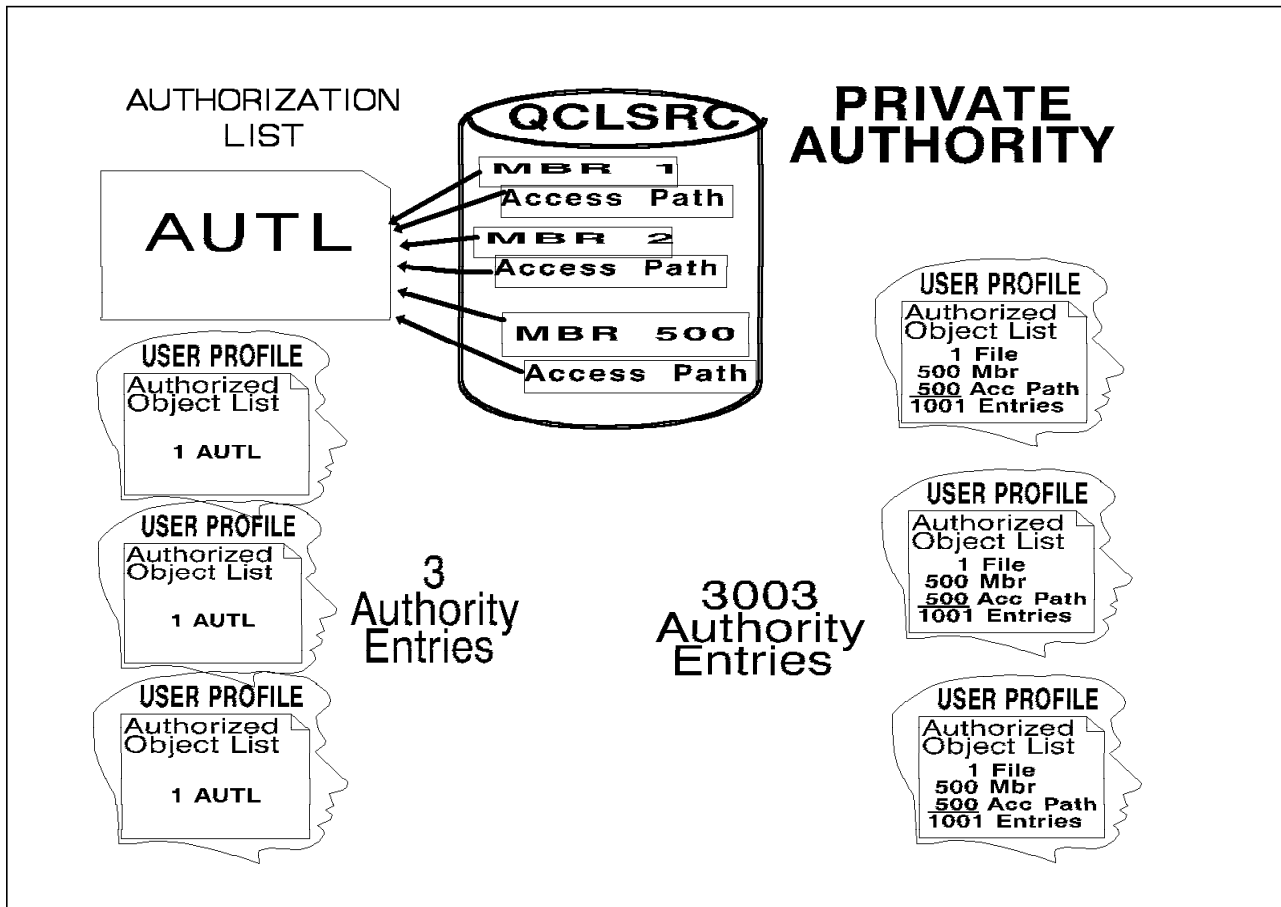 AUTHORIZATION
LIST
AUTL
QCLSRC
MBR 1
Access Path
MBR 2
Access Path
MBR 500
Access Path
PRIVATE
AUTHORITY
USER PROFILE
Authorized
Object List
1 AUTL
USER PROFILE
Authorized
Object List
1 AUTL
USER PROFILE
Authorized
Object List
1 AUTL
3
Authority
Entries
3003
Authority
Entries
USER PROFILE
Authorized
Object List
1 File
500 Mbr
500 Acc Path
1001 Entries
USER PROFILE
Authorized
Object List
1 File
500 Mbr
500 Acc Path
1001 Entries
USER PROFILE
Authorized
Object List
1 File
500 Mbr
500 Acc Path
1001 Entries